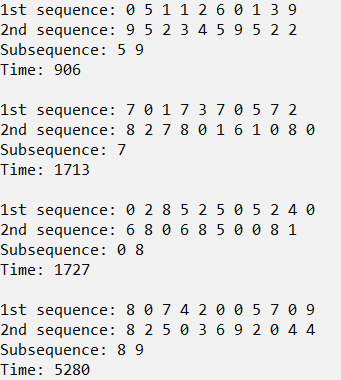 1st sequence: 0 5 1 1 2 6 0 1 3 9
2nd sequence: 9 5 2 3 4 5 9 5 2 2
Subsequence: 5 9
Time: 906
1st sequence: 7 0 1 7 3 7 0 5 7 2
2nd sequence: 8 2 7 8 0 1 6 1 0 8 0
Subsequence: 7
Time: 1713
1st sequence: 0 2 8 5 2 5 0 5 2 4 0
2nd sequence: 6 8 0 6 8 5 0 0 8 1
Subsequence: 0 8
Time: 1727
1st sequence: 8 0 7 4 2 0 0 5 7 0 9
2nd sequence: 8 2 5 0 3 6 9 2 0 4 4
Subsequence: 8 9
Time: 5280